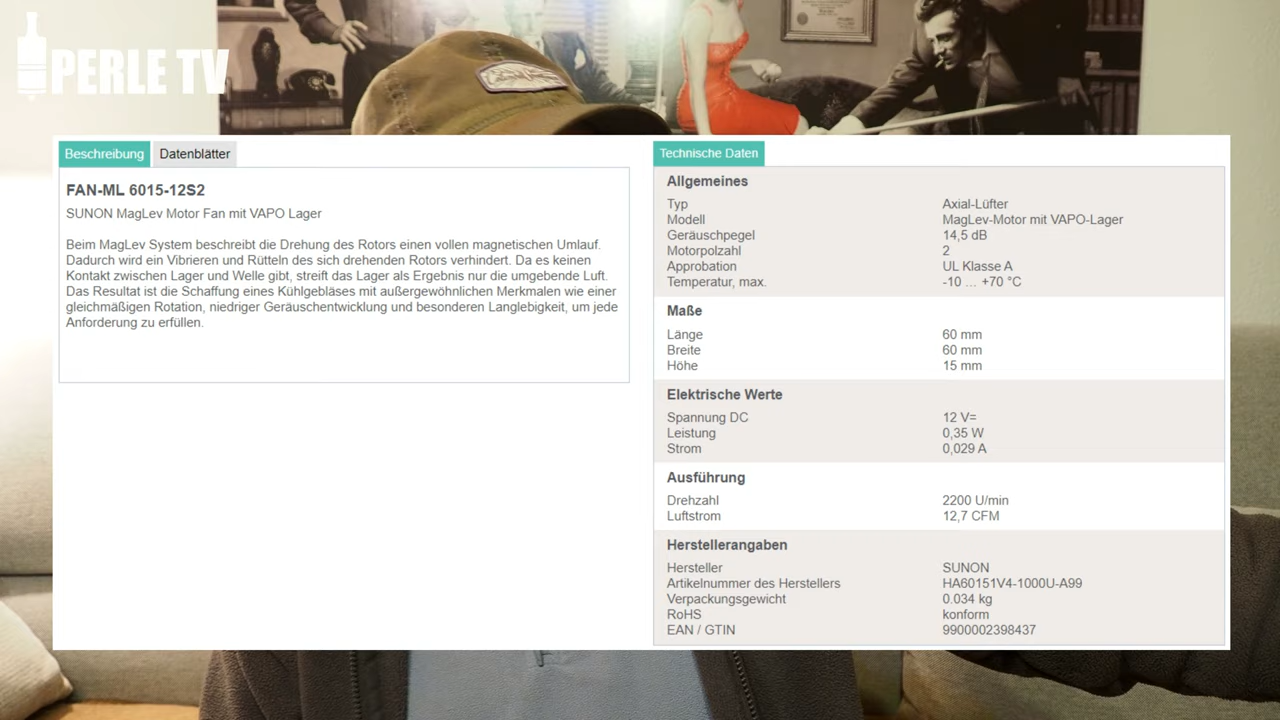 PERLE TV
Beschreibung
Datenblätter
FAN-ML 6015-12S2
SUNON MagLev Motor Fan mit VAPO Lager
Beim MagLev System beschreibt die Drehung des Rotors einen vollen magnetischen Umlauf.
Dadurch wird ein Vibrieren und Rütteln des sich drehenden Rotors verhindert. Da es keinen
Kontakt zwischen Lager und Welle gibt, streift das Lager als Ergebnis nur die umgebende Luft.
Das Resultat ist die Schaffung eines Kühlgebläses mit außergewöhnlichen Merkmalen wie einer
gleichmäßigen Rotation, niedriger Geräuschentwicklung und besonderen Langlebigkeit, um jede
Anforderung zu erfüllen.
Technische Daten
Allgemeines
Typ Axial-Lüfter
Modell MagLev-Motor mit VAPO-Lager
Geräuschpegel 14,5 dB
Motorpolzahl 2
Approbation UL Klasse A
Temperatur, max. -10 … +70 °C
Maße
Länge 60 mm
Breite 60 mm
Höhe 15 mm
Elektrische Werte
Spannung DC 12 V=
Leistung 0,35 W
Strom 0,029 A
Ausführung
Drehzahl 2200 U/min
Luftstrom 12,7 CFM
Herstellerangaben
Hersteller SUNON
Artikelnummer des Herstellers HA60151V4-1000U-A99
Verpackungsgewicht 0.034 kg
RoHS konform
EAN / GTIN 9900002398437